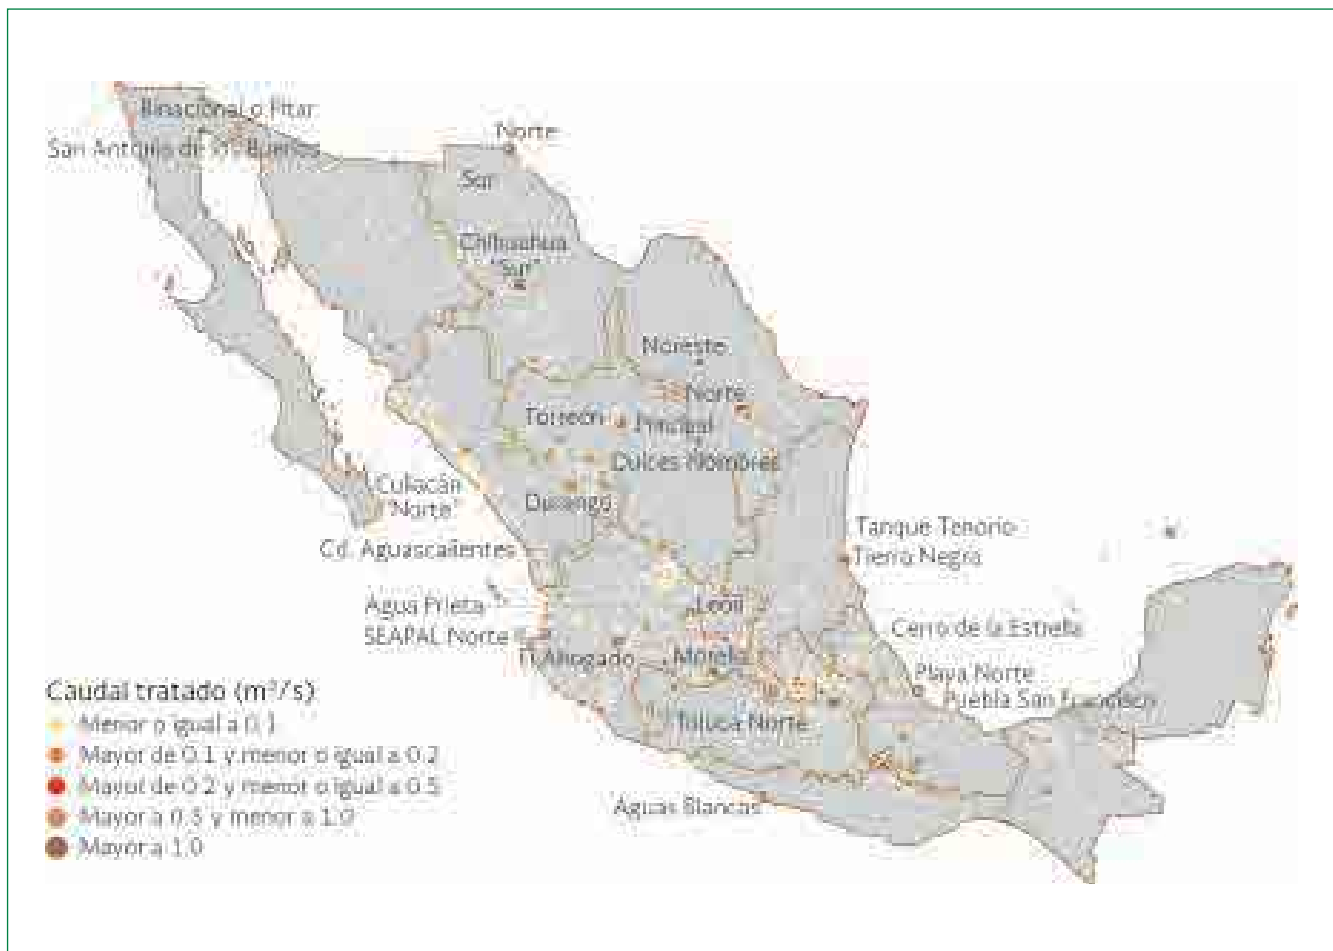 Binacional o Pitar
San Antonio de los Buenos
Norte
Sur
Chihuahua
"Sur"
Noreste
Norte
Torreón
Principal
Dulces Nombres
Culiacán
"Norte"
Durango
Tanque Tenorio
Cd. Aguascalientes
Tierra Negra
Agua Prieta
León
SEAPAL Norte
Cerro de la Estrella
El Ahogado
Morelia
Playa Norte
Puebla San Francisco
Toluca Norte
Aguas Blancas
Caudal tratado (m³/s)
Menor o igual a 0.1
Mayor de 0.1 y menor o igual a 0.2
Mayor de 0.2 y menor o igual a 0.5
Mayor a 0.5 y menor a 1.0
Mayor a 1.0